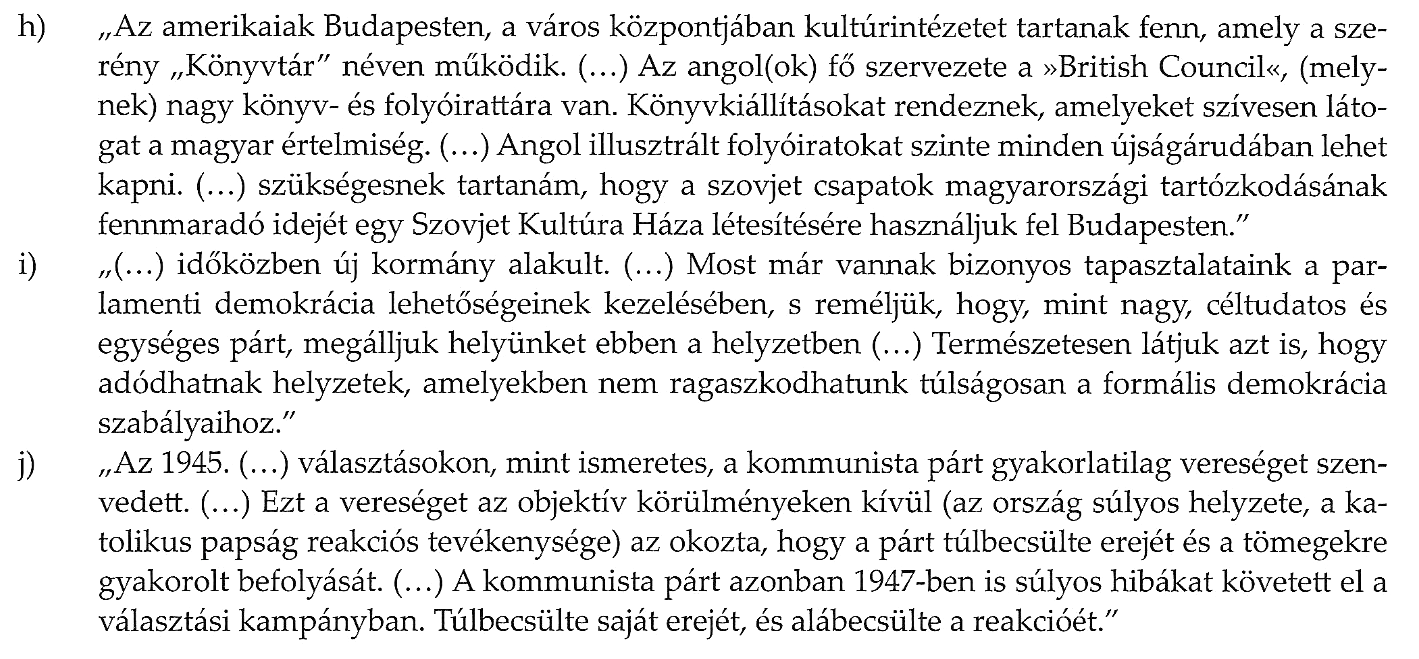 h) „Az amerikaiak Budapesten, a város központjában kultúrintézetet tartanak fenn, amely a sze-
rény „Könyvtár” néven működik. (…) Az angol(ok) fő szervezete a »British Council«, (mely-
nek) nagy könyv- és folyóirattára van. Könyvkiállításokat rendeznek, amelyeket szívesen láto-
gat a magyar értelmiség. (…) Angol illusztrált folyóiratokat szinte minden újságárudában lehet
kapni. (…) szükségesnek tartanám, hogy a szovjet csapatok magyarországi tartózkodásának
fennmaradó idejét egy Szovjet Kultúra Háza létesítésére használjuk fel Budapesten.”
i) „(…) időközben új kormány alakult. (…) Most már vannak bizonyos tapasztalataink a par-
lamenti demokrácia lehetőségeinek kezelésében, s reméljük, hogy, mint nagy, céltudatos és
egységes párt, megálljuk helyünket ebben a helyzetben (…) Természetesen látjuk azt is, hogy
adódhatnak helyzetek, amelyekben nem ragaszkodhatunk túlságosan a formális demokrácia
szabályaihoz.”
j) „Az 1945. (…) választásokon, mint ismeretes, a kommunista párt gyakorlatilag vereséget szen-
vedett. (…) Ezt a vereséget az objektív körülményeken kívül (az ország súlyos helyzete, a ka-
tolikus papság reakciós tevékenysége) az okozta, hogy a párt túlbecsülte erejét és a tömegekre
gyakorolt befolyását. (…) A kommunista párt azonban 1947-ben is súlyos hibákat követett el a
választási kampányban. Túlbecsülte saját erejét, és alábecsülte a reakcióét.”